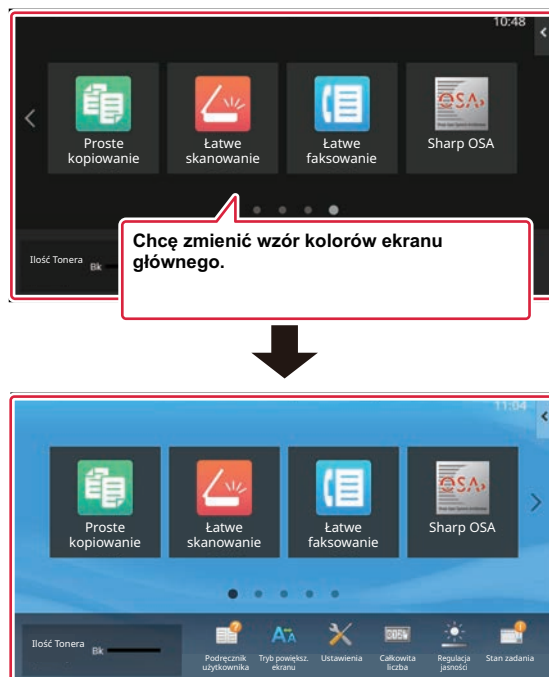 10:48
OSA
Proste
kopiowanie
Łatwe
skanowanie
Łatwe
faksowanie
Sharp OSA
Chcę zmienić wzór kolorów ekranu
głównego.
Ilość Tonera
Bk
11:04
OSA
Proste
kopiowanie
Łatwe
skanowanie
Łatwe
faksowanie
Sharp OSA
Ilość Tonera
Bk
Podręcznik
użytkownika
Tryb powiększ.
ekranu
Ustawienia
Całkowita
liczba
Regulacja
jasności
Stan zadania